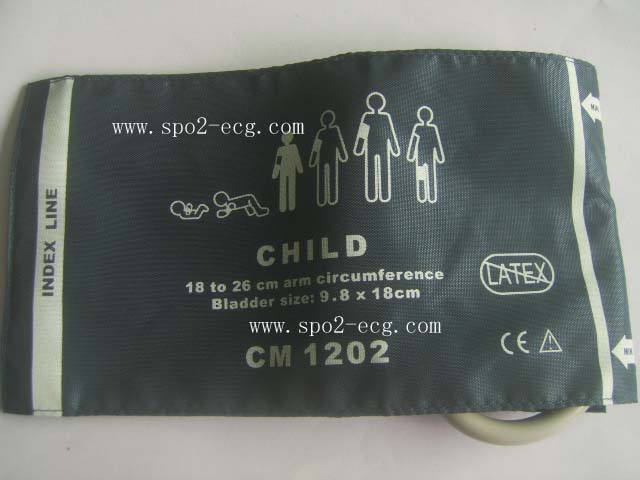 www.spo2-ecg.com
INDEX LINE
CHILD
18 to 26 cm arm circumference
Bladder size: 9.8 x 18cm
LATEX
www.spo2-ecg.com
CM 1202
CE